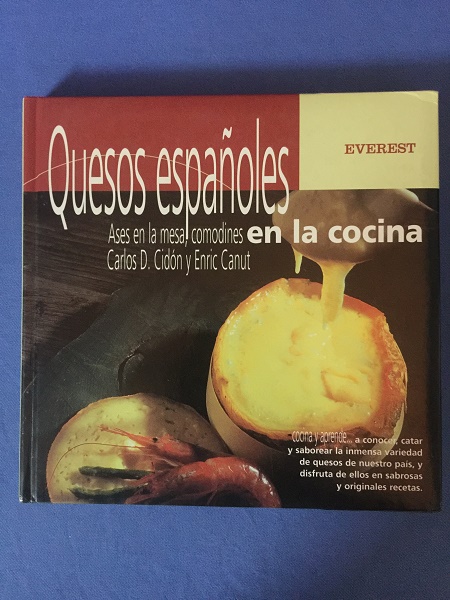 EVEREST
Quesos españoles
Ases en la mesa, comodines en la cocina
Carlos D. Cidón y Enric Canut
cocina y aprende... a conocer, catar
y saborear la inmensa variedad
de quesos de nuestro país, y
disfruta de ellos en sabrosas
y originales recetas.